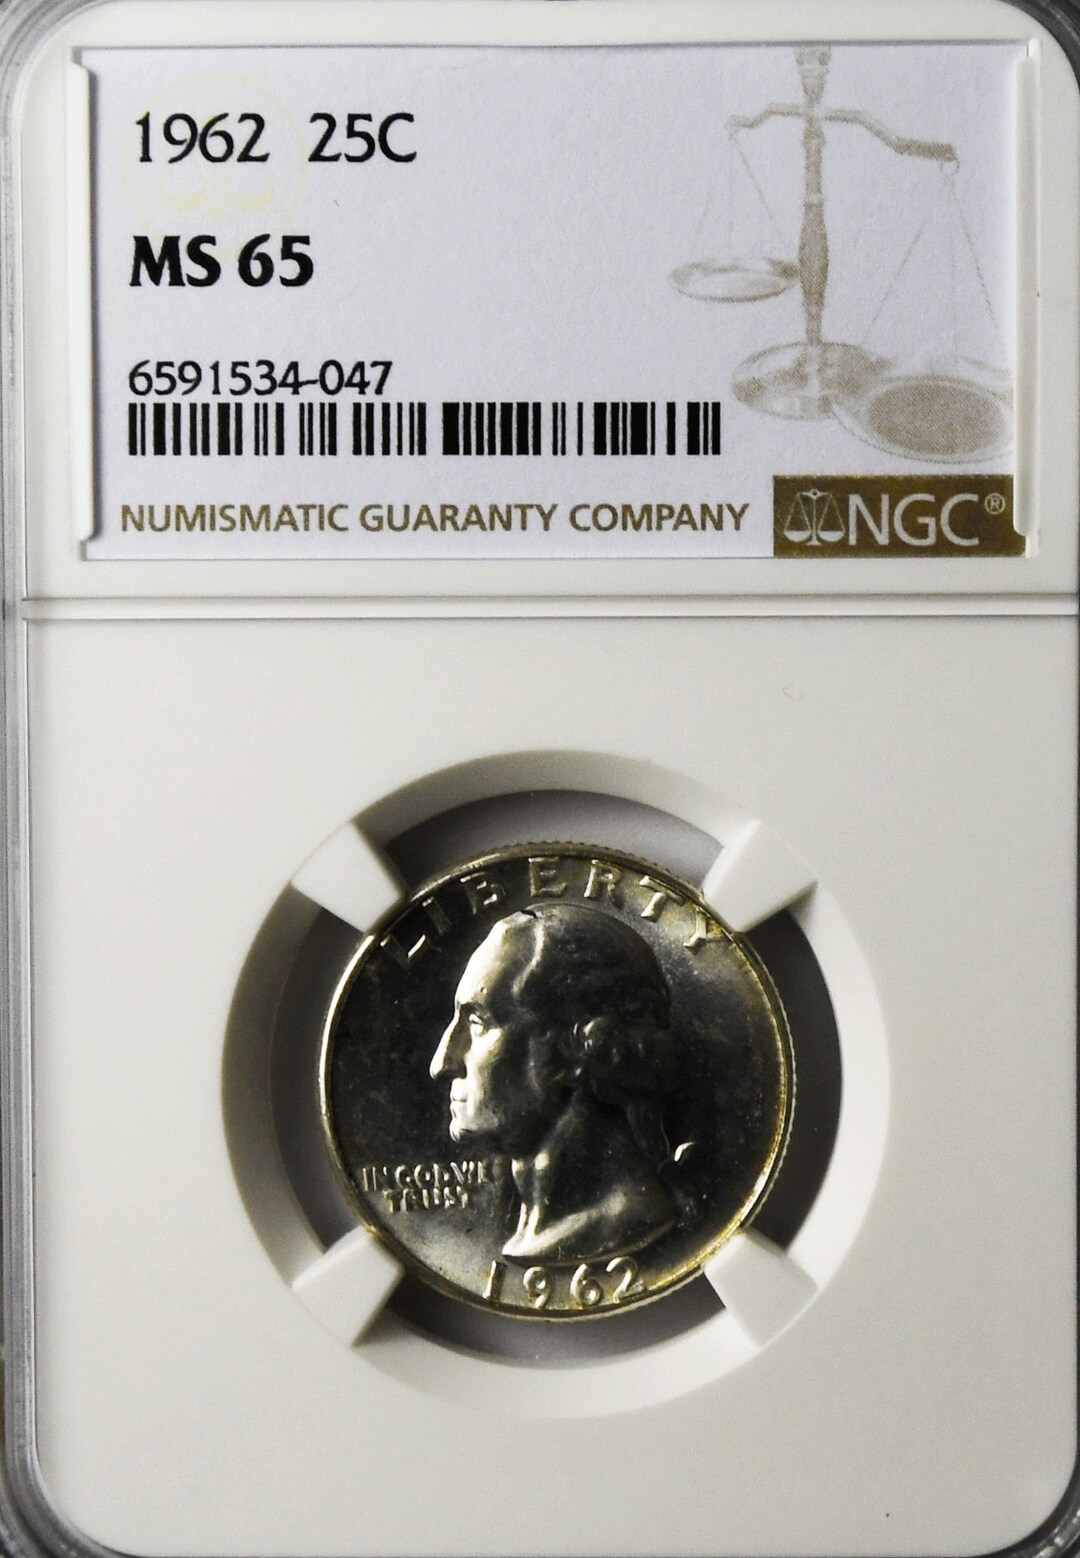 1962 25C
MS 65
6591534-047
NUMISMATIC GUARANTY COMPANY NGC®
LIBERTY
IN GOD WE
TRUST
1962